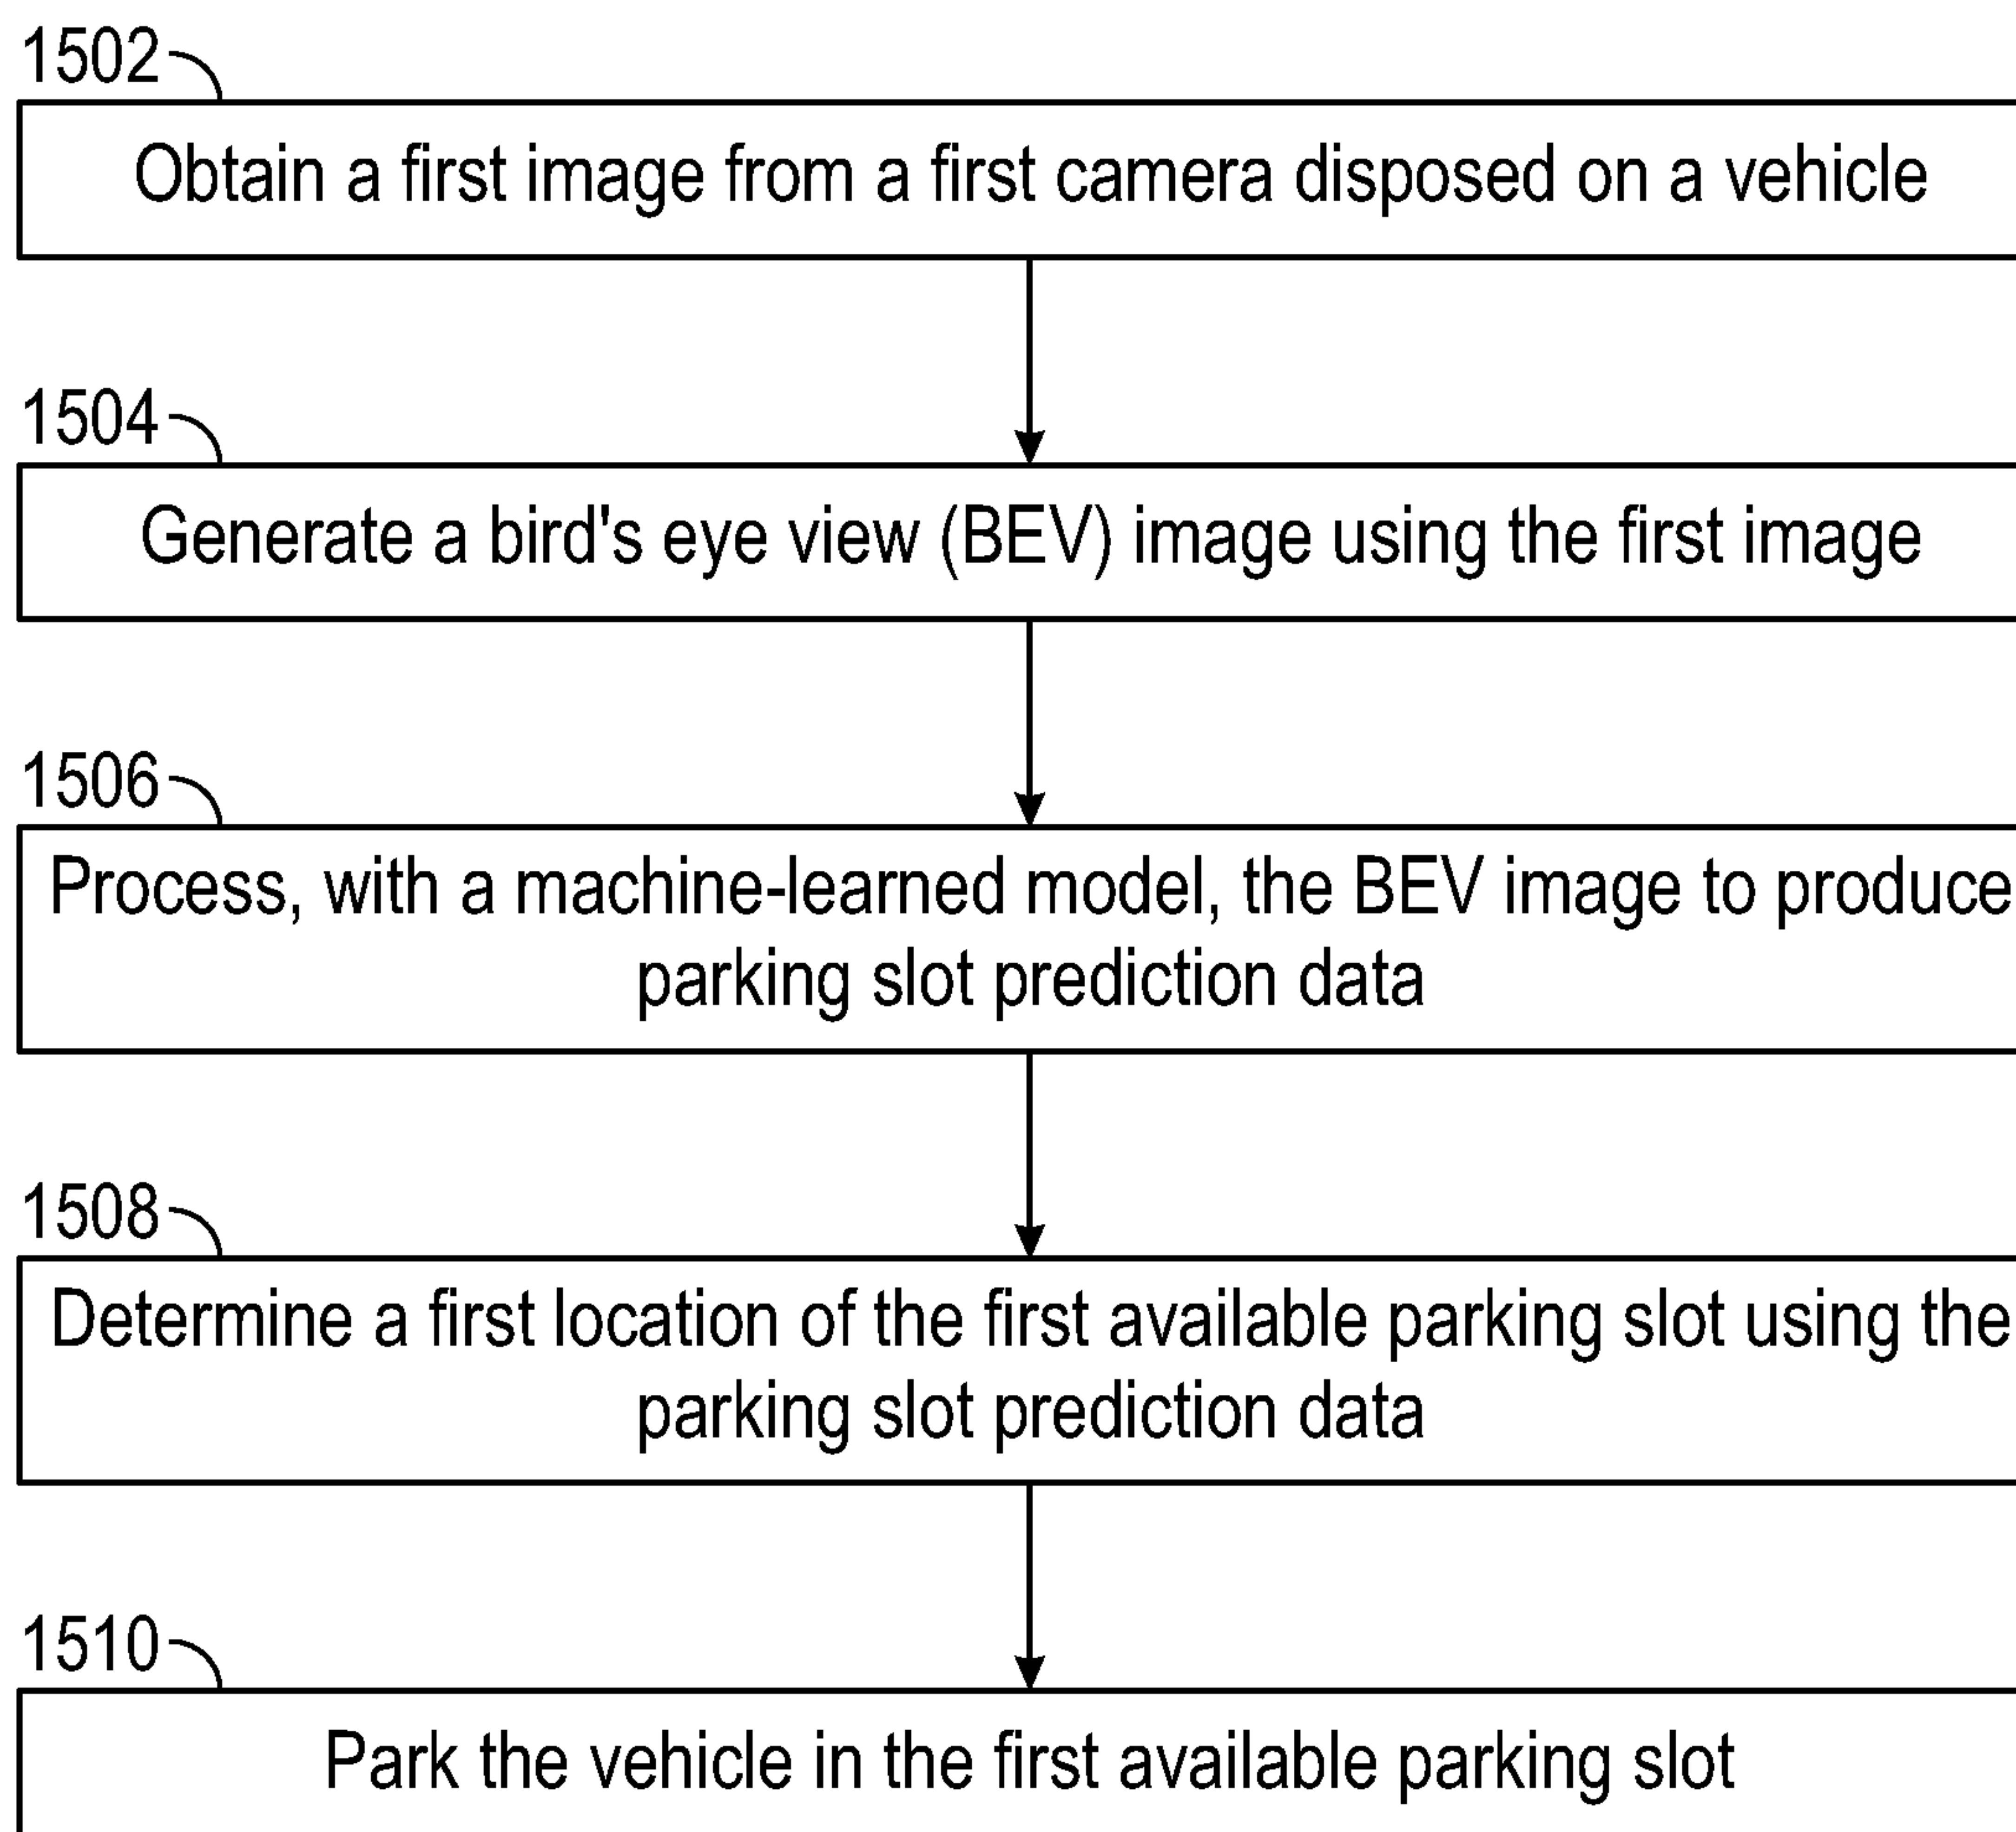 1502
Obtain a first image from a first camera disposed on a vehicle
1504
Generate a bird's eye view (BEV) image using the first image
1506
Process, with a machine-learned model, the BEV image to produce
parking slot prediction data
1508
Determine a first location of the first available parking slot using the
parking slot prediction data
1510
Park the vehicle in the first available parking slot